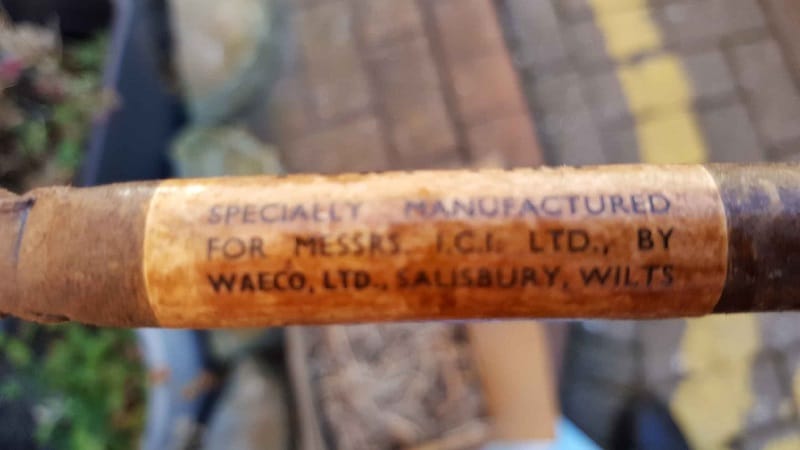 SPECIALLY MANUFACTURED
FOR MESSRS. I.C.I. LTD., BY
WAECO, LTD., SALISBURY, WILTS